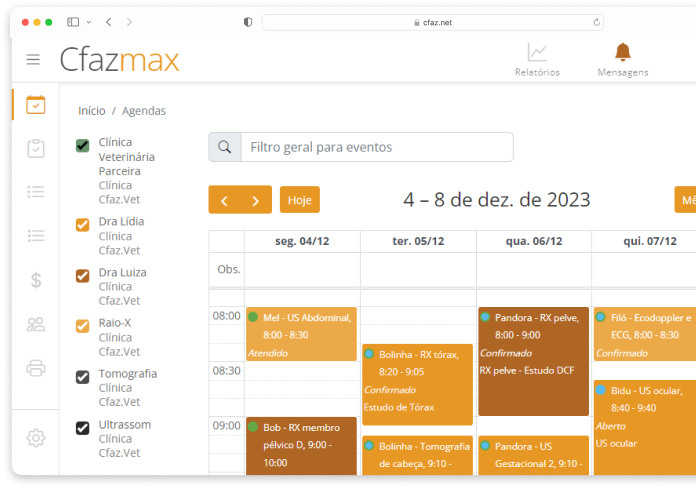 cfaz.net
Cfazmax
Relatórios
Mensagens
Início / Agendas
Clínica
Veterinária
Parceira
Clínica
Cfaz.Vet
Dra Lídia
Clínica
Cfaz.Vet
Dra Luiza
Clínica
Cfaz.Vet
Raio-X
Clínica
Cfaz.Vet
Tomografia
Clínica
Cfaz.Vet
Ultrassom
Clínica
Cfaz.Vet
Filtro geral para eventos
Hoje
4 – 8 de dez. de 2023
Mê
seg. 04/12
ter. 05/12
qua. 06/12
qui. 07/12
Obs.
08:00
08:30
09:00
Mel - US Abdominal,
8:00 - 8:30
Atendido
Bob - RX membro
pélvico D, 9:00 -
10:00
Bolinha - RX tórax,
8:20 - 9:05
Confirmado
Estudo de Tórax
Bolinha - Tomografia
de cabeça, 9:10 -
Pandora - RX pelve,
8:00 - 9:00
Confirmado
RX pelve - Estudo DCF
Pandora - US
Gestacional 2, 9:10 -
Filó - Ecodoppler e
ECG, 8:00 - 8:30
Confirmado
Bidu - US ocular,
8:40 - 9:40
Aberto
US ocular